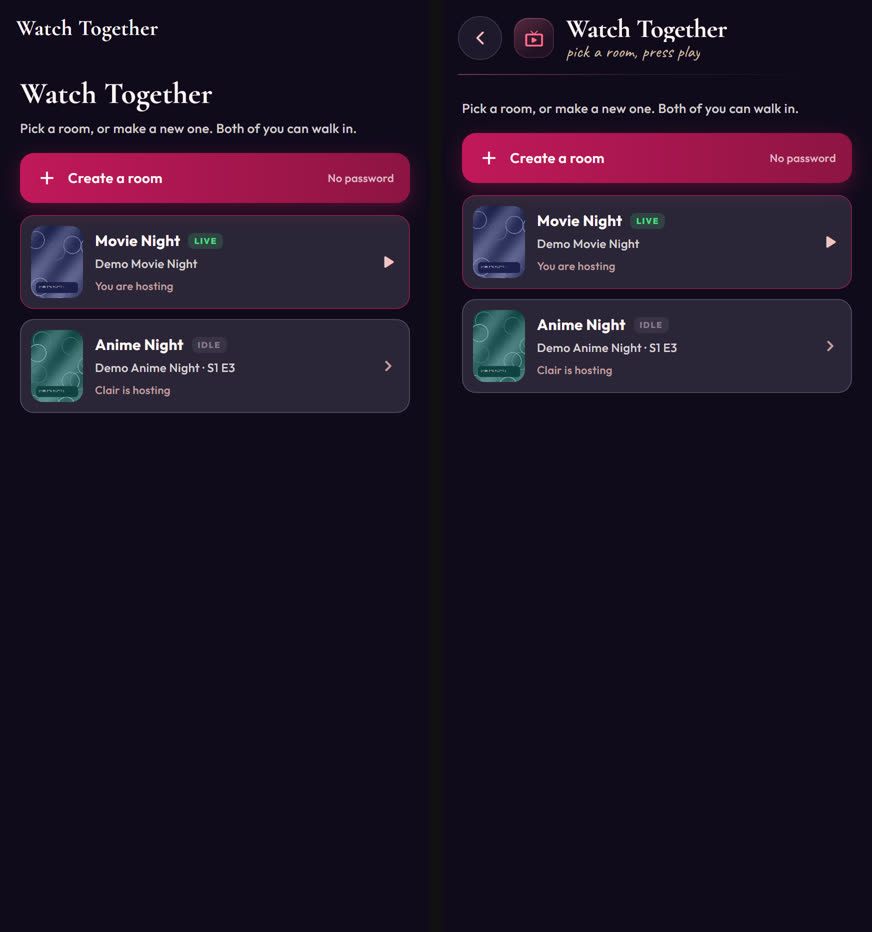 Watch Together
Watch Together
Pick a room, or make a new one. Both of you can walk in.
+ Create a room No password
Movie Night LIVE
Demo Movie Night
You are hosting
Anime Night IDLE
Demo Anime Night · S1 E3
Clair is hosting
Watch Together
pick a room, press play
Pick a room, or make a new one. Both of you can walk in.
+ Create a room No password
Movie Night LIVE
Demo Movie Night
You are hosting
Anime Night IDLE
Demo Anime Night · S1 E3
Clair is hosting